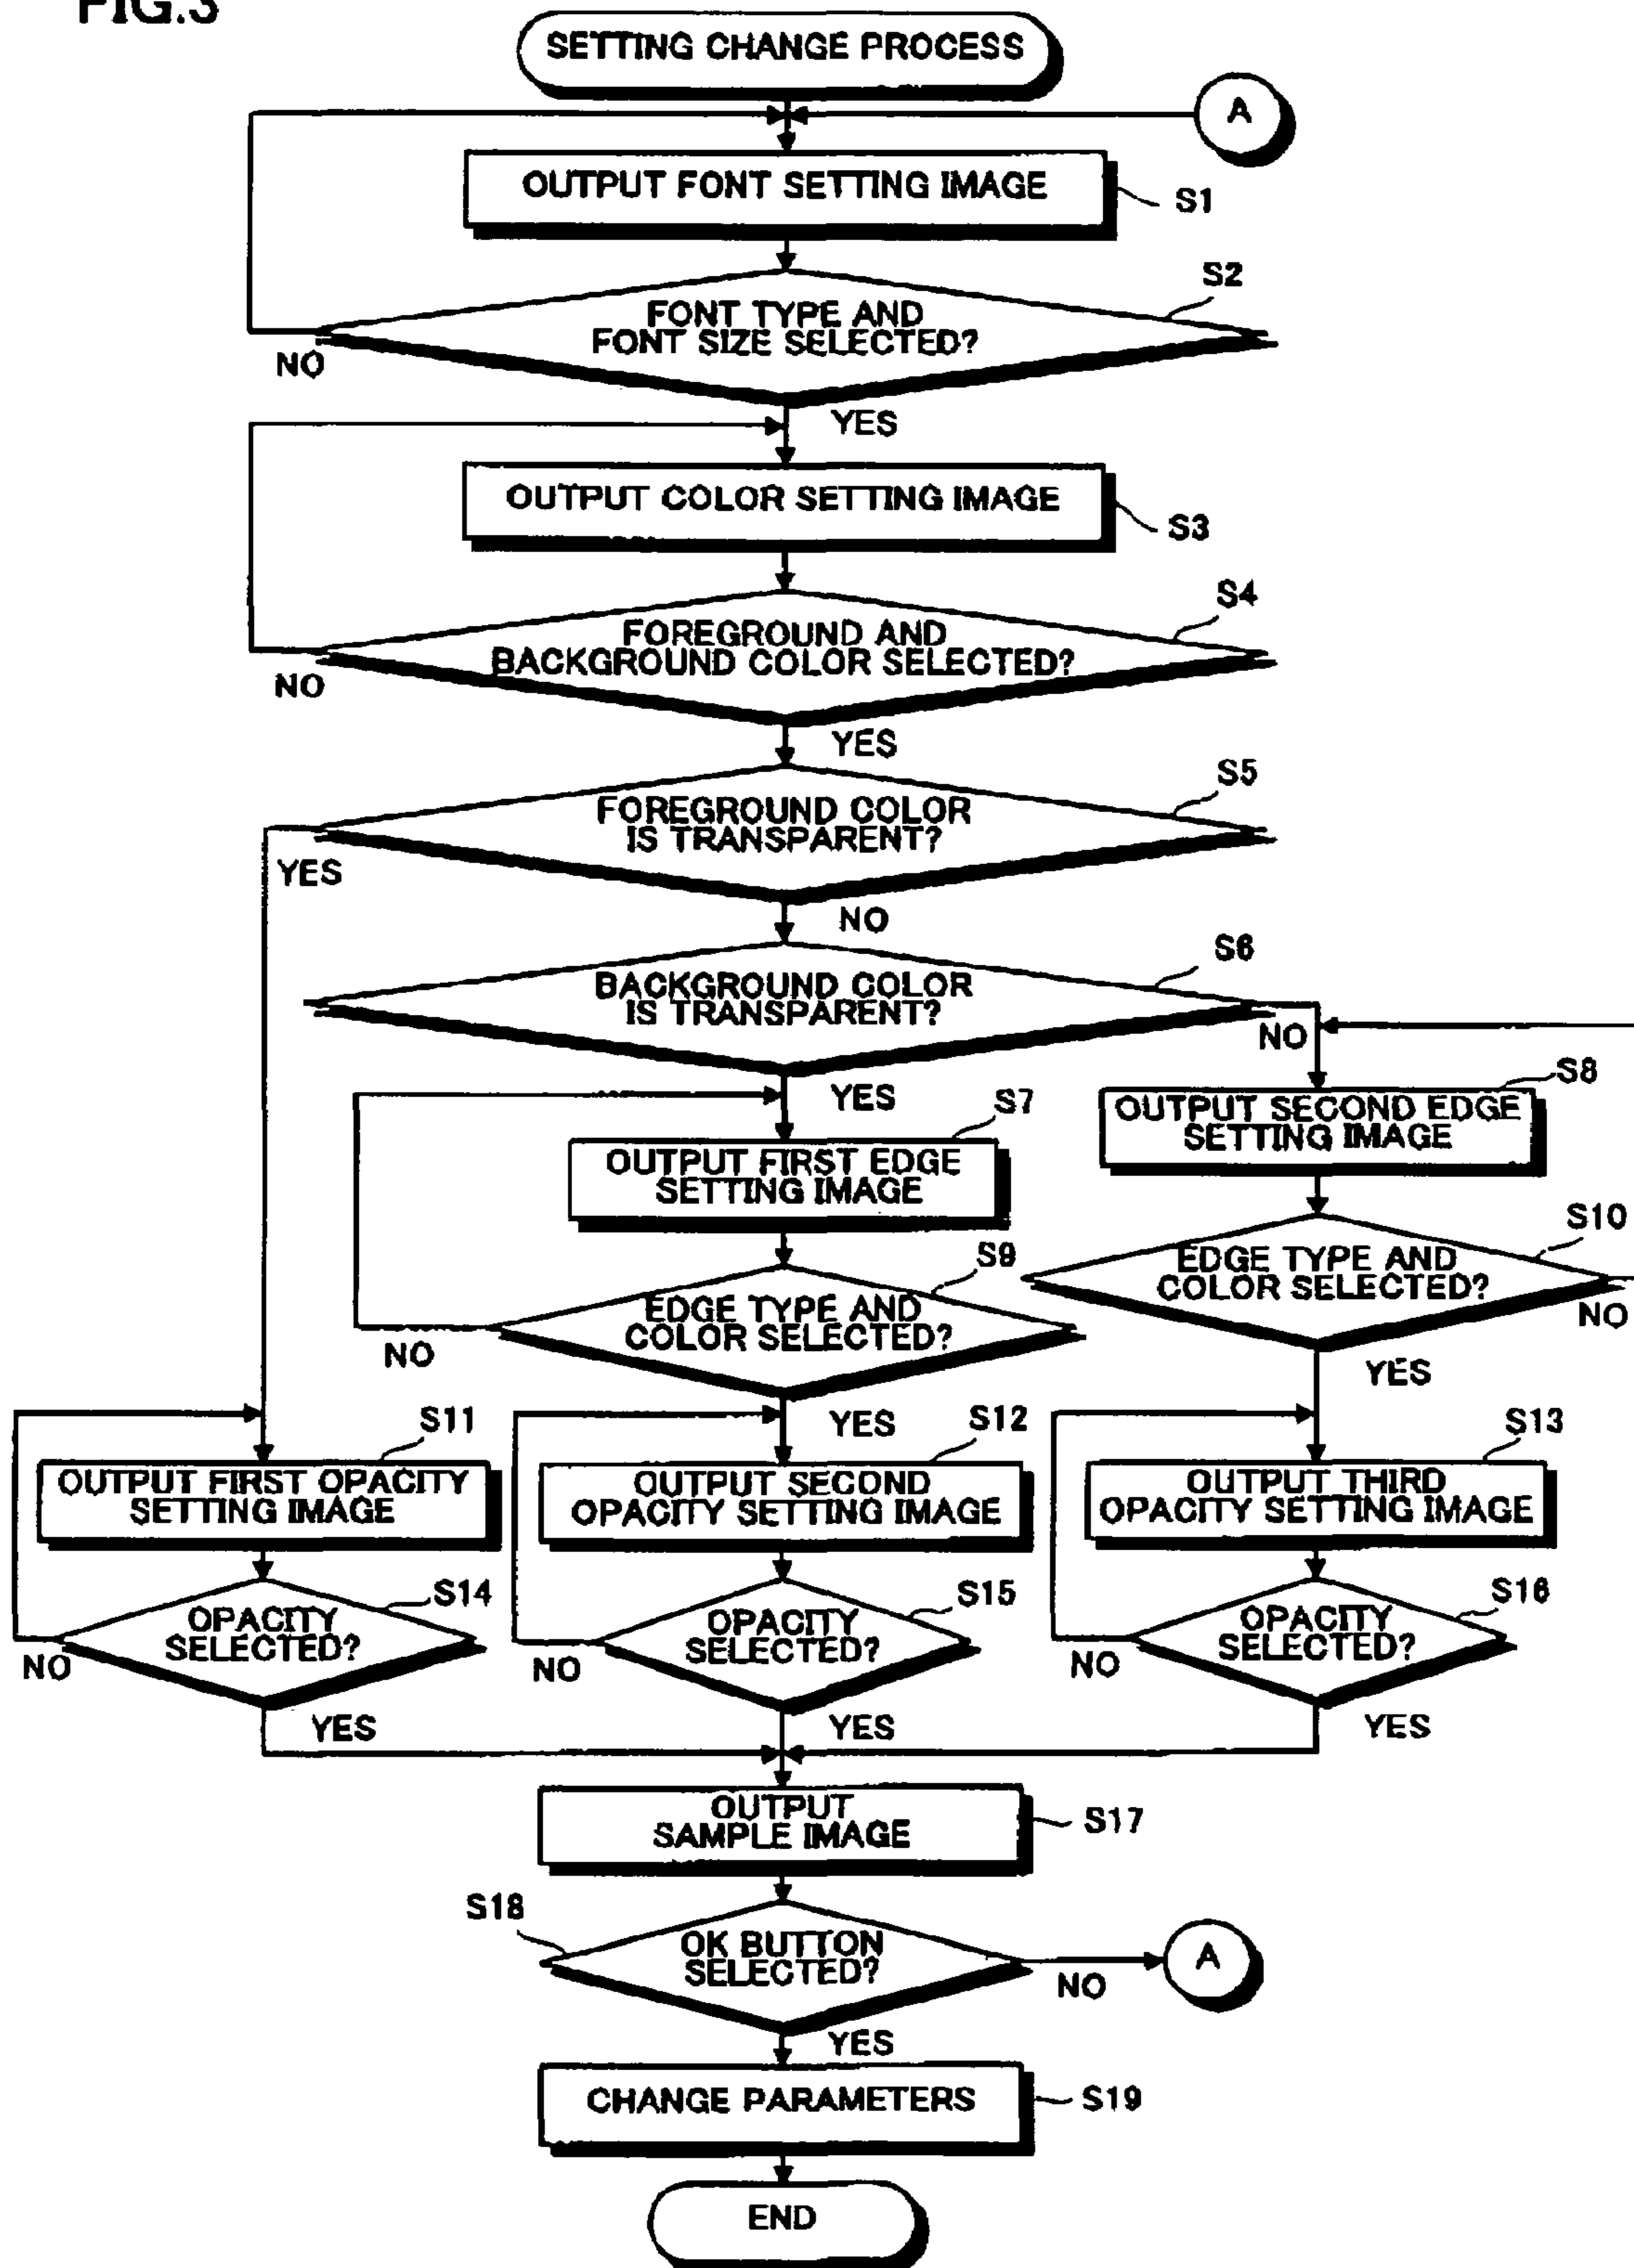 FIG.3
SETTING CHANGE PROCESS
A
OUTPUT FONT SETTING IMAGE
S1
S2
FONT TYPE AND
FONT SIZE SELECTED?
NO
YES
OUTPUT COLOR SETTING IMAGE
S3
S4
FOREGROUND AND
BACKGROUND COLOR SELECTED?
NO
YES
S5
FOREGROUND COLOR
IS TRANSPARENT?
YES
NO
S6
BACKGROUND COLOR
IS TRANSPARENT?
NO
YES
S7
OUTPUT FIRST EDGE
SETTING IMAGE
S8
OUTPUT SECOND EDGE
SETTING IMAGE
S9
EDGE TYPE AND
COLOR SELECTED?
NO
YES
S10
EDGE TYPE AND
COLOR SELECTED?
NO
YES
S11
OUTPUT FIRST OPACITY
SETTING IMAGE
S12
OUTPUT SECOND
OPACITY SETTING IMAGE
S13
OUTPUT THIRD
OPACITY SETTING IMAGE
S14
OPACITY
SELECTED?
NO
YES
S15
OPACITY
SELECTED?
NO
YES
S16
OPACITY
SELECTED?
NO
YES
OUTPUT
SAMPLE IMAGE
S17
S18
OK BUTTON
SELECTED?
NO
A
YES
CHANGE PARAMETERS
S19
END